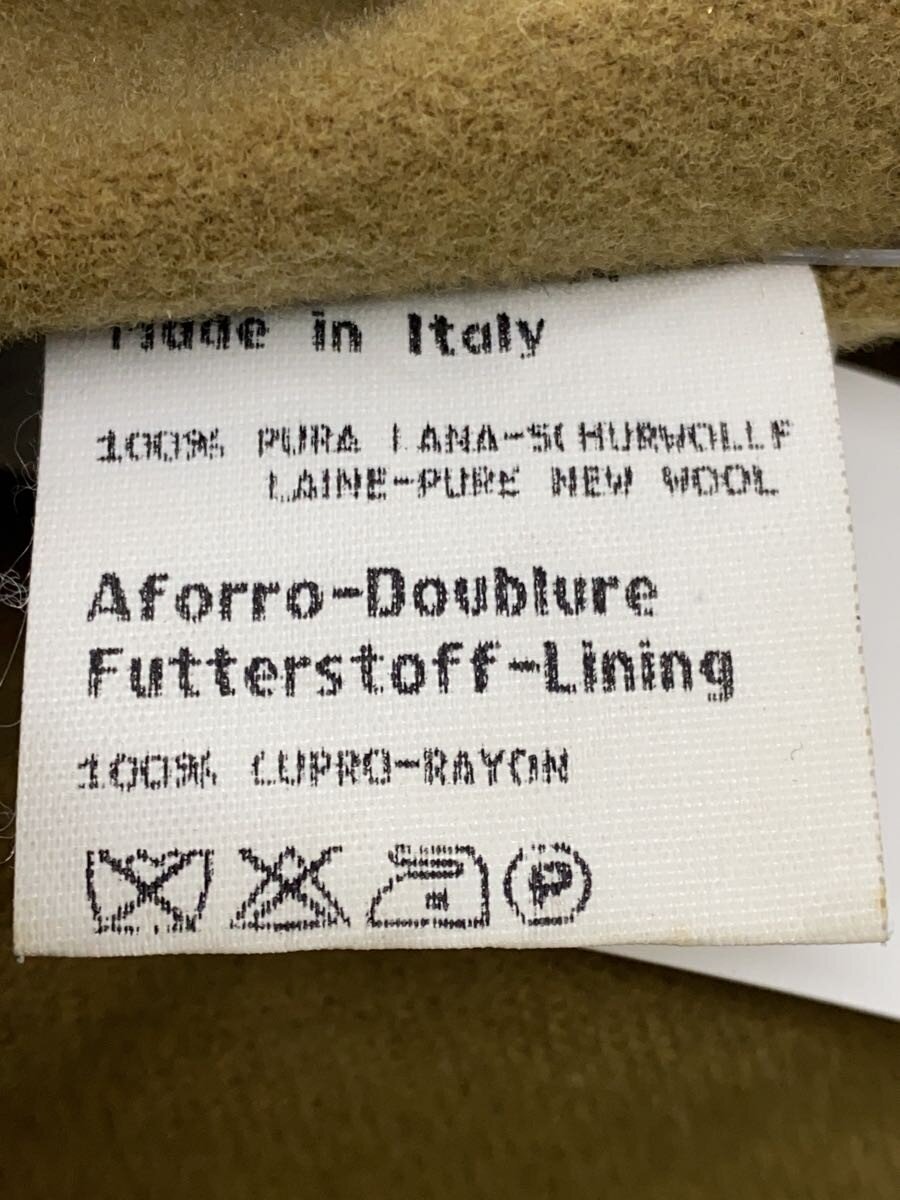 Made in Italy
100% PURA LANA-SCHURWOLLE
LAINE-PURE NEW WOOL
Aforro-Doublure
Futterstoff-Lining
100% CUPRO-RAYON
P